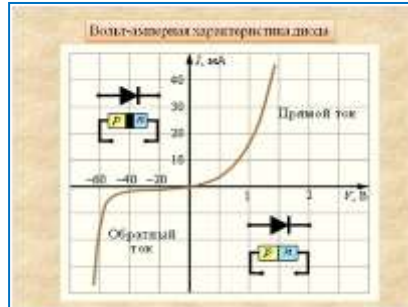 Вольт-амперная характеристика диода
I, мА
40
30
20
10
Прямой ток
p n
−60 −40 −20
1 2 V, В
Обратный
ток
p n